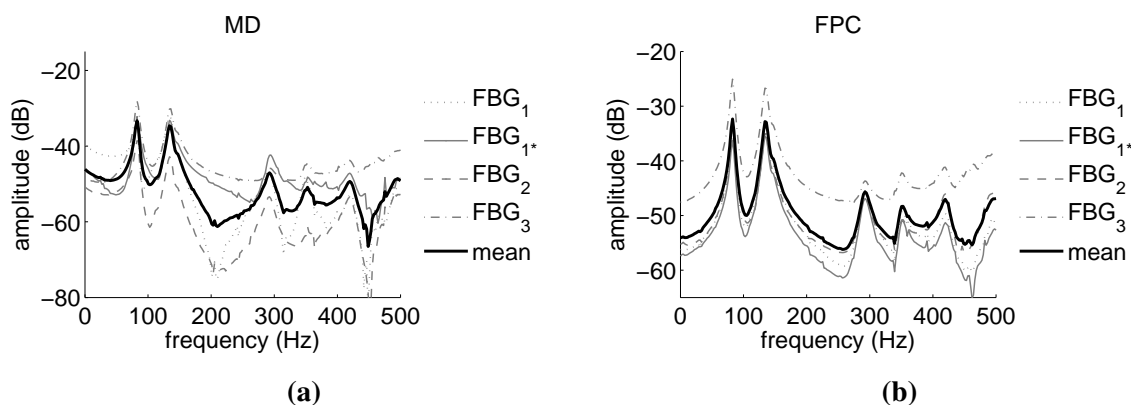 MD
amplitude (dB)
−20
−40
−60
−80
0 100 200 300 400 500
frequency (Hz)
FBG1
FBG1*
FBG2
FBG3
mean
(a)
FPC
amplitude (dB)
−20
−30
−40
−50
−60
0 100 200 300 400 500
frequency (Hz)
FBG1
FBG1*
FBG2
FBG3
mean
(b)